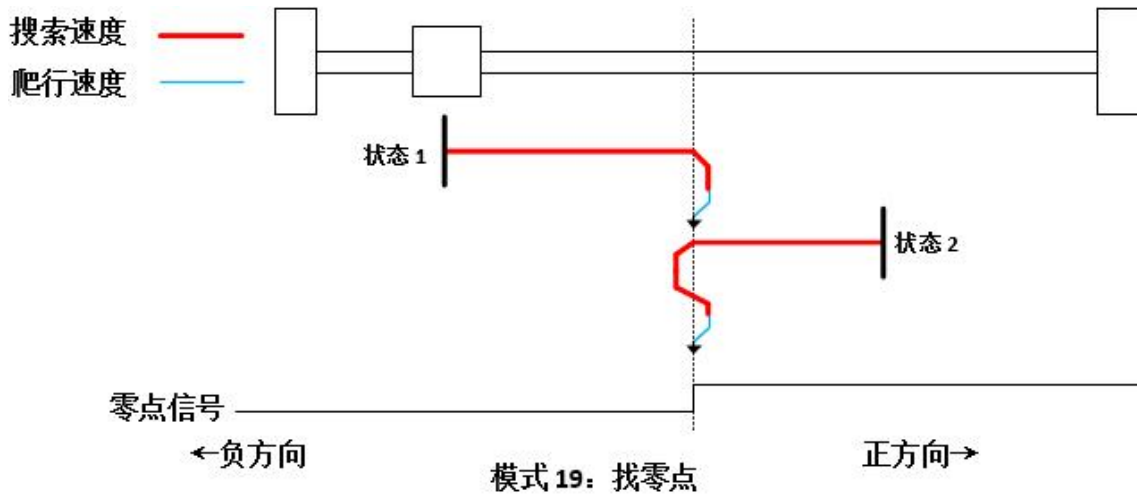 搜索速度
爬行速度
状态 1
状态 2
零点信号
←负方向
正方向→
模式 19：找零点